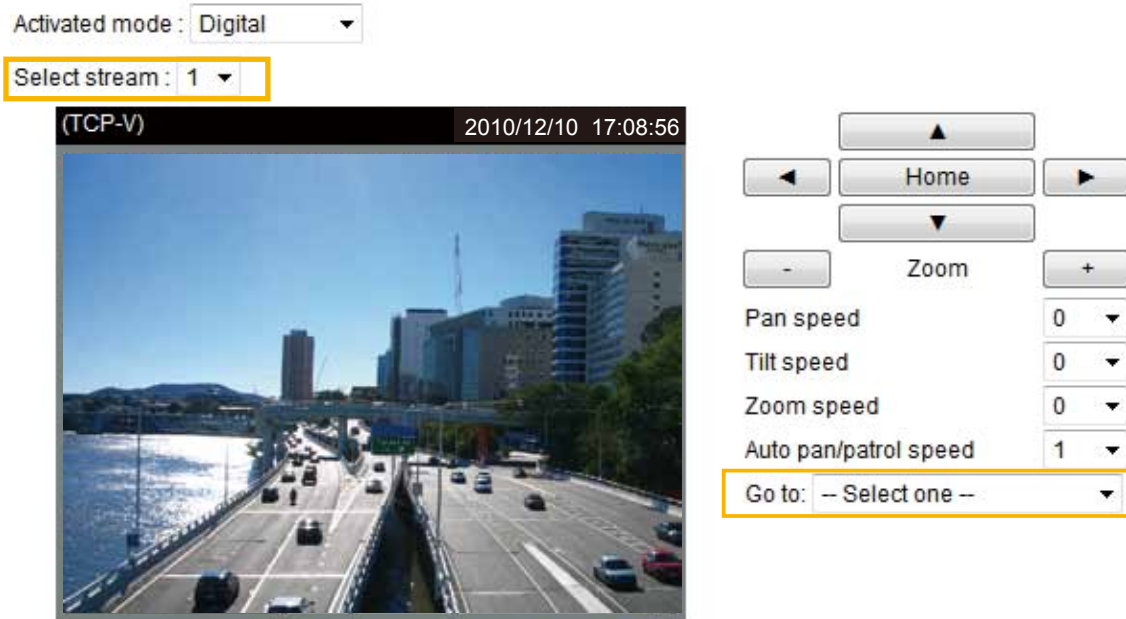 Activated mode : Digital
Select stream : 1
(TCP-V) 2010/12/10 17:08:56
Home
- Zoom +
Pan speed 0
Tilt speed 0
Zoom speed 0
Auto pan/patrol speed 1
Go to: -- Select one --